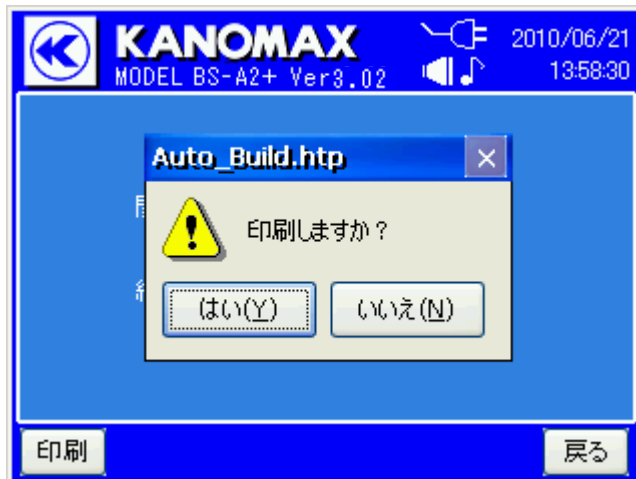 KANOMAX
MODEL BS-A2+ Ver3.02
2010/06/21
13:58:30
Auto_Build.htp
印刷しますか？
はい(Y)
いいえ(N)
印刷
戻る